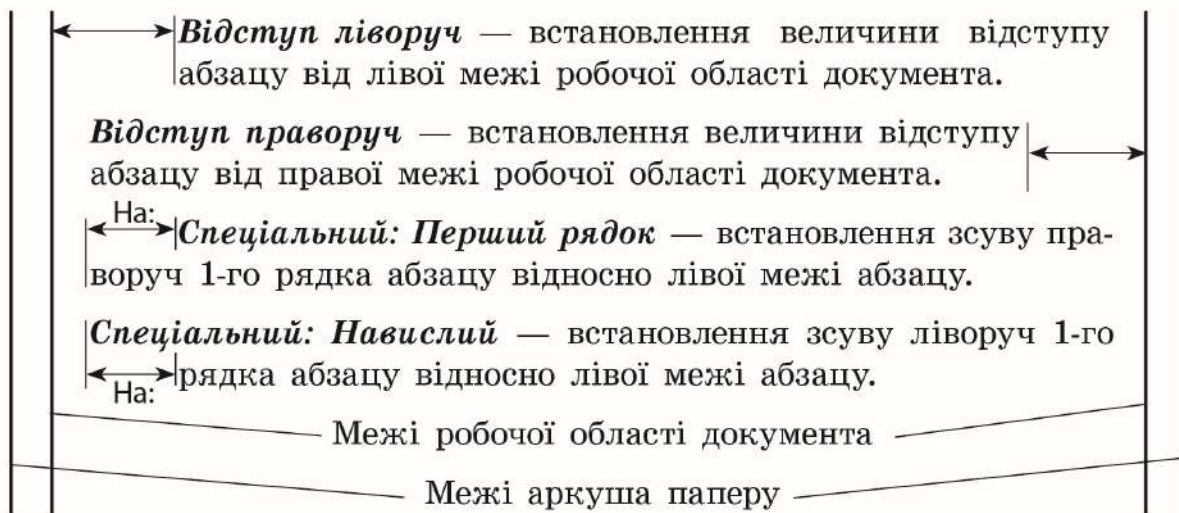 Відступ ліворуч — встановлення величини відступу
абзацу від лівої межі робочої області документа.
Відступ праворуч — встановлення величини відступу
абзацу від правої межі робочої області документа.
На:
Спеціальний: Перший рядок — встановлення зсуву пра-
воруч 1-го рядка абзацу відносно лівої межі абзацу.
Спеціальний: Навислий — встановлення зсуву ліворуч 1-го
рядка абзацу відносно лівої межі абзацу.
На:
Межі робочої області документа
Межі аркуша паперу